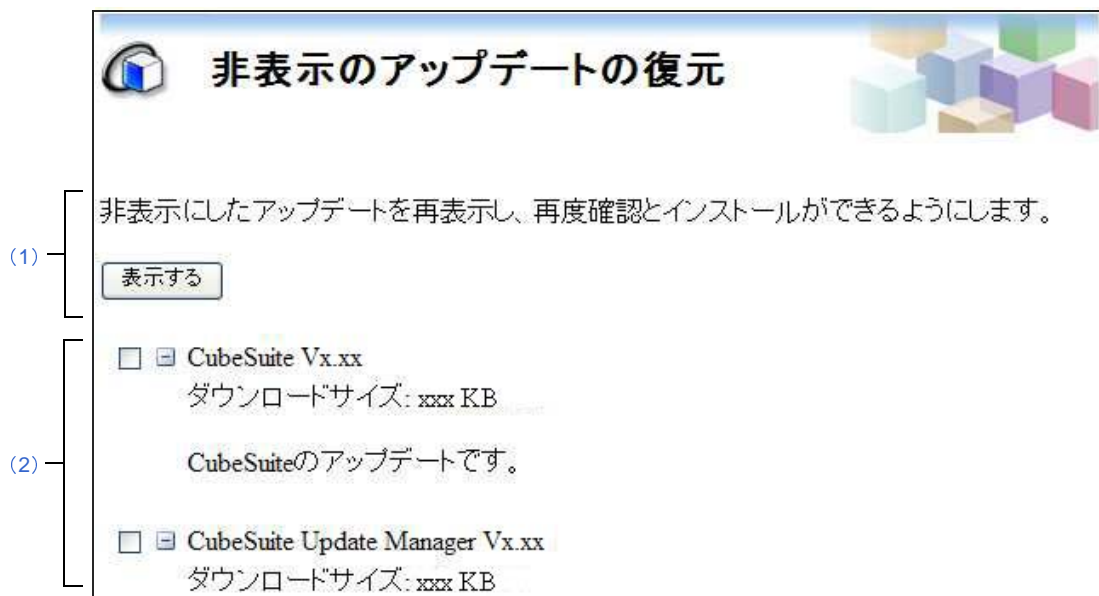 非表示のアップデートの復元
(1)
非表示にしたアップデートを再表示し、再度確認とインストールができるようにします。
表示する
(2)
CubeSuite Vx.xx
ダウンロードサイズ: xxx KB
CubeSuiteのアップデートです。
CubeSuite Update Manager Vx.xx
ダウンロードサイズ: xxx KB